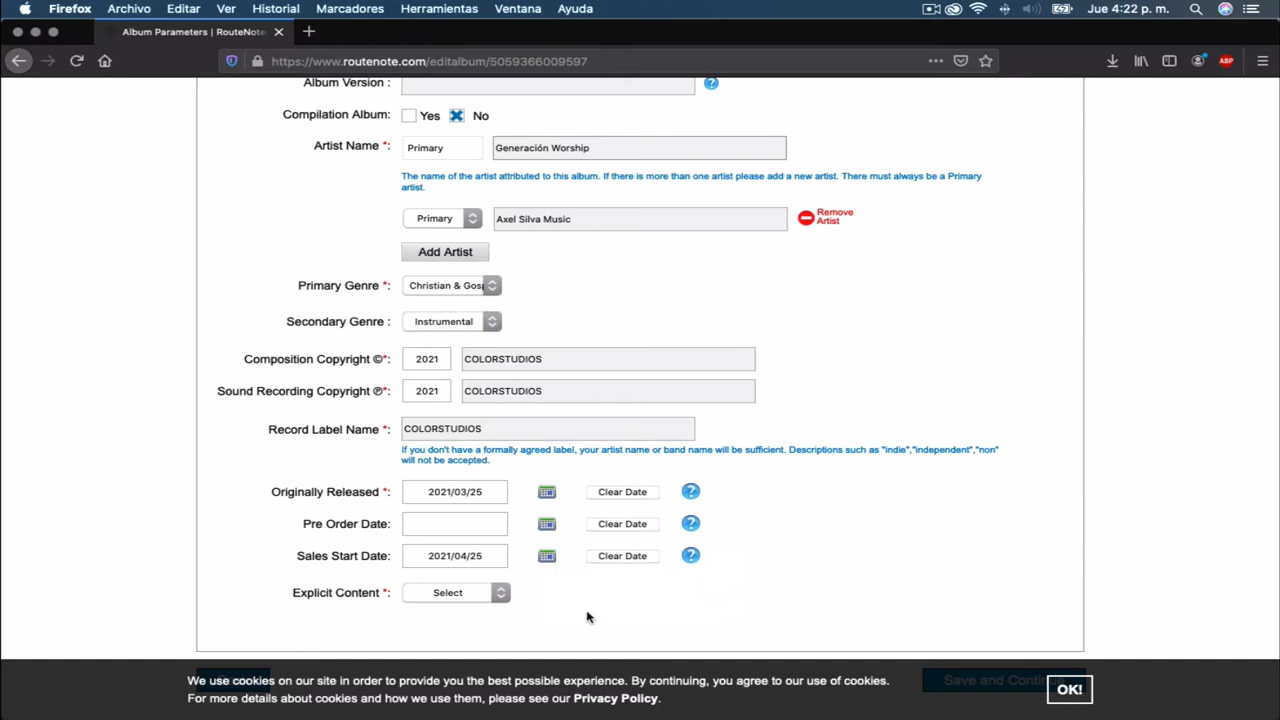 Firefox Archivo Editar Ver Historial Marcadores Herramientas Ventana Ayuda Jue 4:22 p. m.
Album Parameters | RouteNote
https://www.routenote.com/editalbum/5059366009597 ABP
Album Version :
Compilation Album: Yes No
Artist Name *: Primary Generación Worship
The name of the artist attributed to this album. If there is more than one artist please add a new artist. There must always be a Primary
artist.
Primary Axel Silva Music Remove
Artist
Add Artist
Primary Genre *: Christian & Gosp
Secondary Genre : Instrumental
Composition Copyright ©*: 2021 COLORSTUDIOS
Sound Recording Copyright ℗*: 2021 COLORSTUDIOS
Record Label Name *: COLORSTUDIOS
If you don't have a formally agreed label, your artist name or band name will be sufficient. Descriptions such as "indie","independent","non"
will not be accepted.
Originally Released *: 2021/03/25 Clear Date ?
Pre Order Date: Clear Date ?
Sales Start Date: 2021/04/25 Clear Date ?
Explicit Content *: Select
Save and Continue
We use cookies on our site in order to provide you the best possible experience. By continuing, you agree to our use of cookies.
For more details about cookies and how we use them, please see our Privacy Policy.
OK!